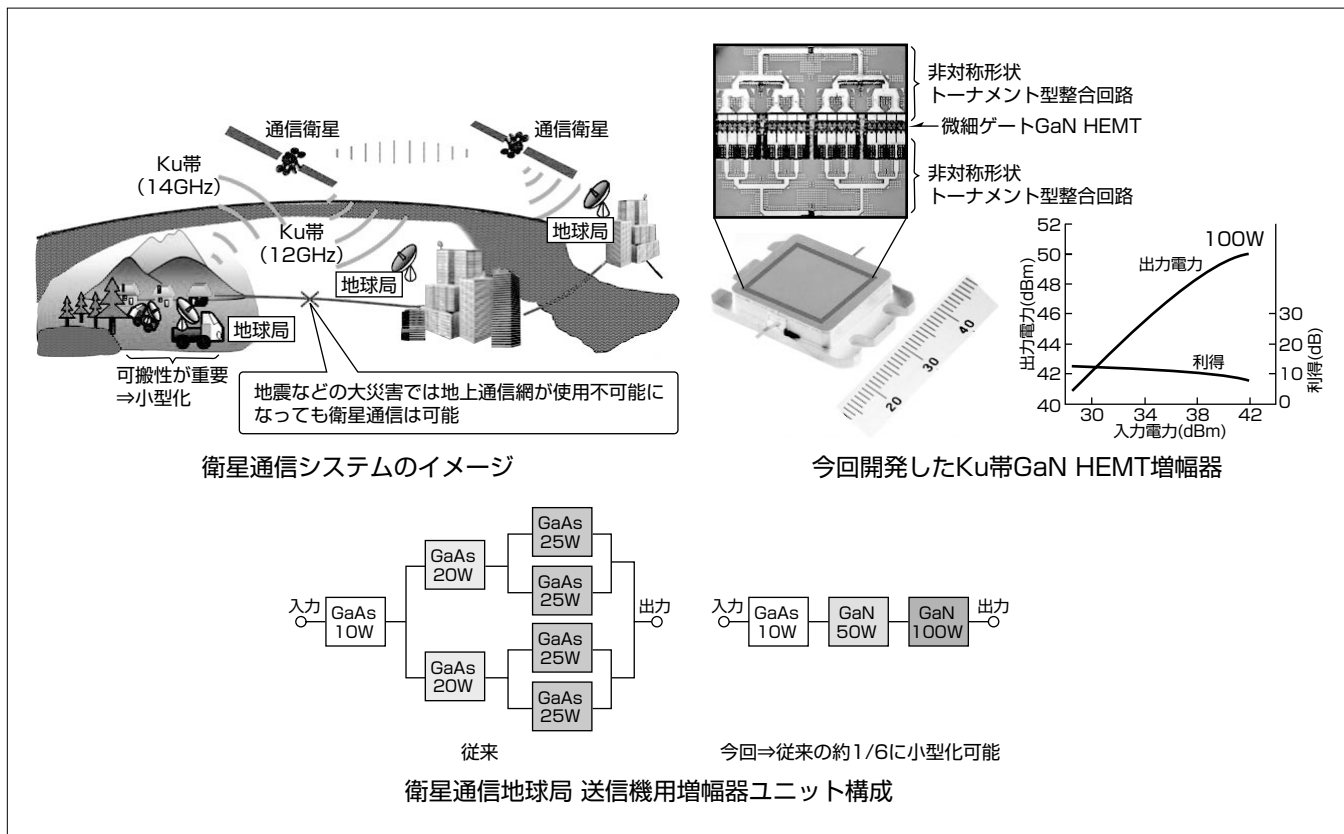 通信衛星
通信衛星
Ku帯
(14GHz)
Ku帯
(12GHz)
地球局
地球局
地球局
可搬性が重要
⇒小型化
地震などの大災害では地上通信網が使用不可能に
なっても衛星通信は可能
衛星通信システムのイメージ
非対称形状
トーナメント型整合回路
微細ゲートGaN HEMT
非対称形状
トーナメント型整合回路
20
30
40
52
50
48
46
44
42
40
出力電力(dBm)
100W
出力電力
利得
30
20
10
0
利得(dB)
30
34
38
42
入力電力(dBm)
今回開発したKu帯GaN HEMT増幅器
入力
GaAs
10W
GaAs
20W
GaAs
20W
GaAs
25W
GaAs
25W
GaAs
25W
GaAs
25W
出力
従来
入力
GaAs
10W
GaN
50W
GaN
100W
出力
今回⇒従来の約1/6に小型化可能
衛星通信地球局 送信機用増幅器ユニット構成